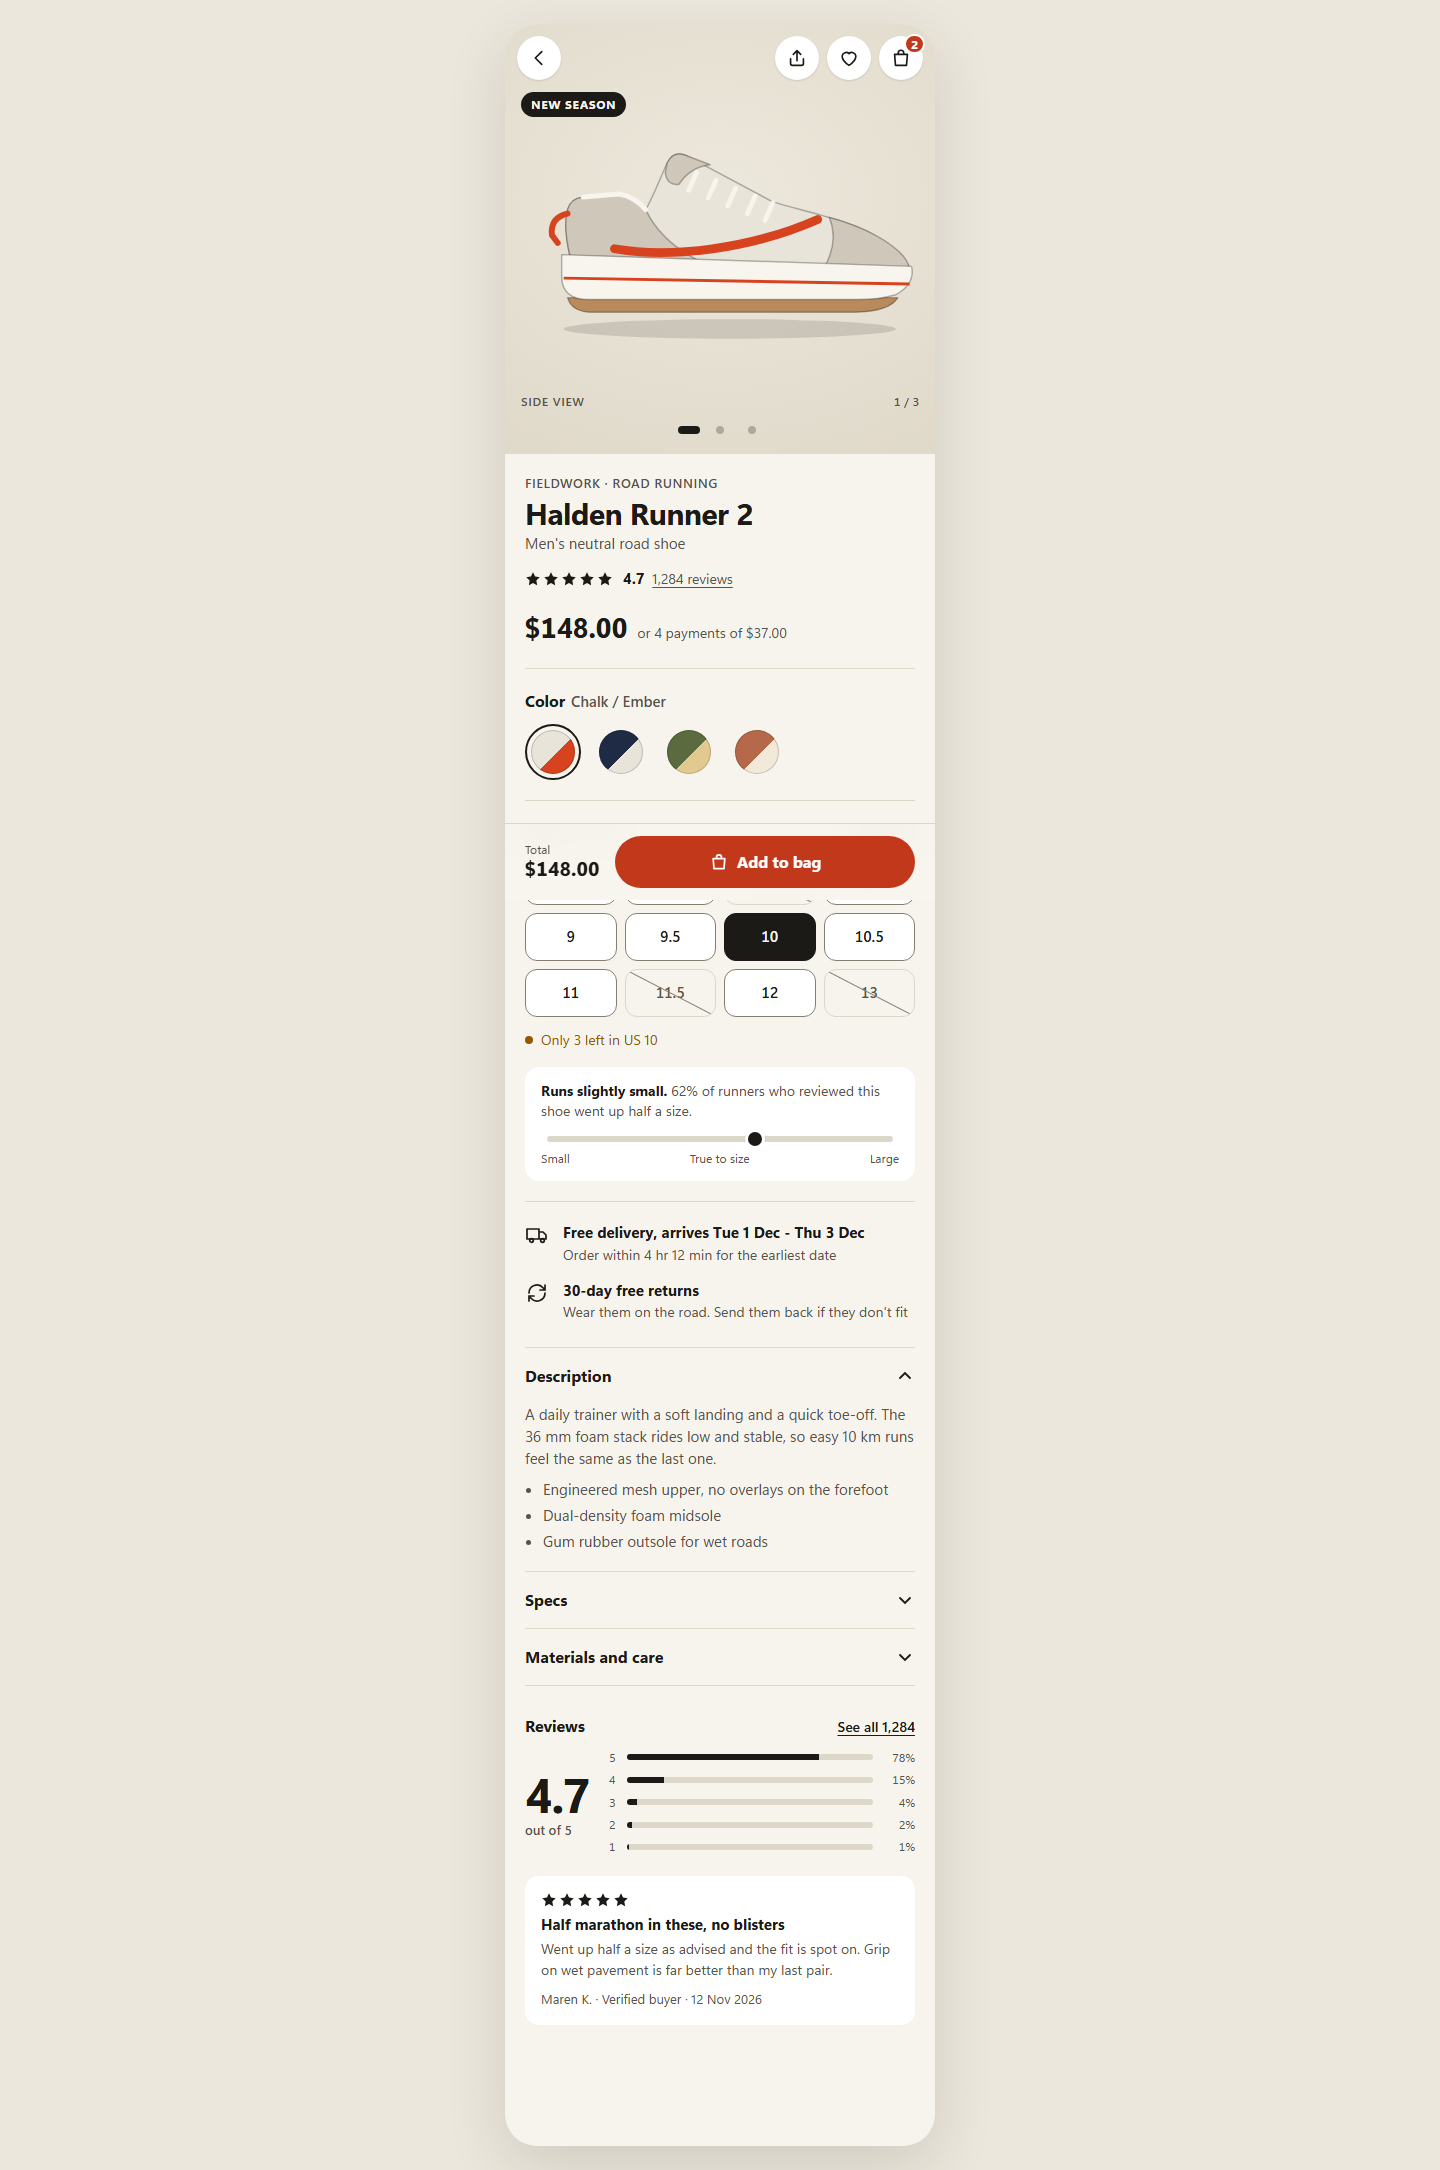 2
NEW SEASON
SIDE VIEW
1 / 3
FIELDWORK · ROAD RUNNING
Halden Runner 2
Men's neutral road shoe
4.7 1,284 reviews
$148.00 or 4 payments of $37.00
Color Chalk / Ember
Total
$148.00
Add to bag
9 9.5 10 10.5
11 11.5 12 13
Only 3 left in US 10
Runs slightly small. 62% of runners who reviewed this
shoe went up half a size.
Small True to size Large
Free delivery, arrives Tue 1 Dec - Thu 3 Dec
Order within 4 hr 12 min for the earliest date
30-day free returns
Wear them on the road. Send them back if they don't fit
Description
A daily trainer with a soft landing and a quick toe-off. The
36 mm foam stack rides low and stable, so easy 10 km runs
feel the same as the last one.
• Engineered mesh upper, no overlays on the forefoot
• Dual-density foam midsole
• Gum rubber outsole for wet roads
Specs
Materials and care
Reviews See all 1,284
4.7
out of 5
5 78%
4 15%
3 4%
2 2%
1 1%
Half marathon in these, no blisters
Went up half a size as advised and the fit is spot on. Grip
on wet pavement is far better than my last pair.
Maren K. · Verified buyer · 12 Nov 2026